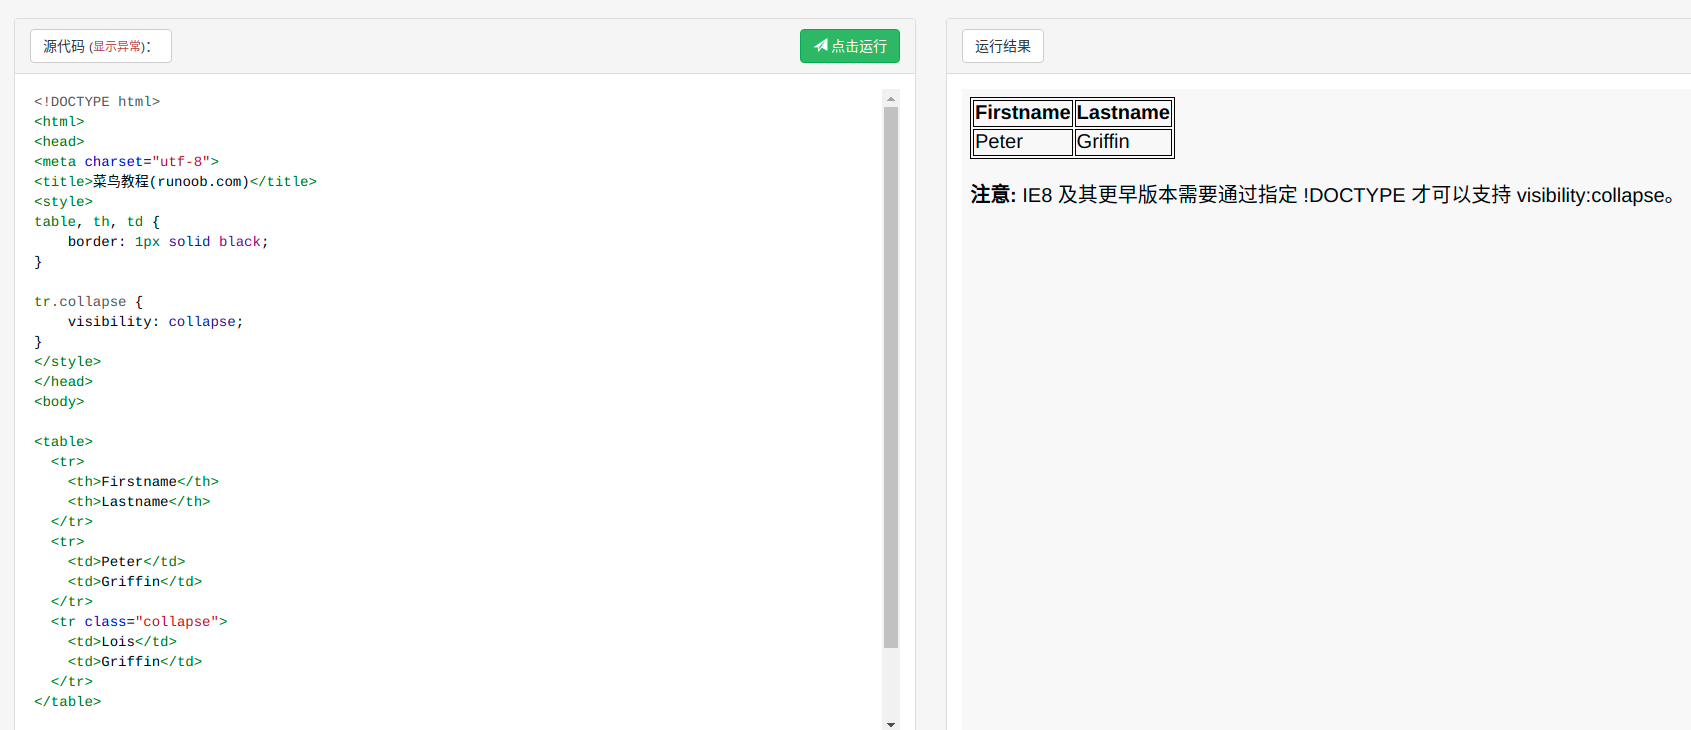 源代码 (显示异常)：
点击运行
<!DOCTYPE html>
<html>
<head>
<meta charset="utf-8">
<title>菜鸟教程(runoob.com)</title>
<style>
table, th, td {
    border: 1px solid black;
}

tr.collapse {
    visibility: collapse;
}
</style>
</head>
<body>

<table>
  <tr>
    <th>Firstname</th>
    <th>Lastname</th>
  </tr>
  <tr>
    <td>Peter</td>
    <td>Griffin</td>
  </tr>
  <tr class="collapse">
    <td>Lois</td>
    <td>Griffin</td>
  </tr>
</table>
运行结果
Firstname Lastname
Peter Griffin
注意: IE8 及其更早版本需要通过指定 !DOCTYPE 才可以支持 visibility:collapse。